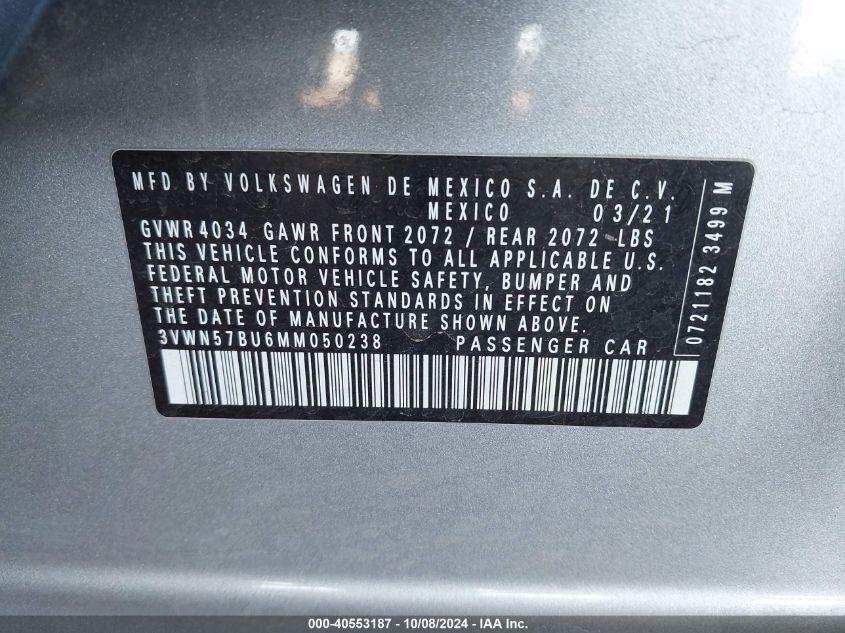 MFD BY VOLKSWAGEN DE MEXICO S.A. DE C.V.
MEXICO 03/21
GVWR 4034 GAWR FRONT 2072 / REAR 2072 LBS
THIS VEHICLE CONFORMS TO ALL APPLICABLE U.S.
FEDERAL MOTOR VEHICLE SAFETY, BUMPER AND
THEFT PREVENTION STANDARDS IN EFFECT ON
THE DATE OF MANUFACTURE SHOWN ABOVE.
3VWN57BU6MM050238 PASSENGER CAR
0721182 3499 M
000-40553187 - 10/08/2024 - IAA Inc.